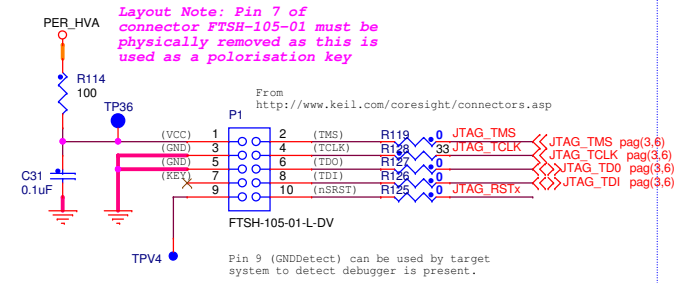 Layout Note: Pin 7 of
connector FTSH-105-01 must be
physically removed as this is
used as a polorisation key
PER_HVA
R114
100
TP36
From
http://www.keil.com/coresight/connectors.asp
P1
(VCC) 1 2 (TMS) R119 0 JTAG_TMS JTAG_TMS pag(3,6)
(GND) 3 4 (TCLK) R128 33 JTAG_TCLK JTAG_TCLK pag(3,6)
(GND) 5 6 (TDO) R127 0 JTAG_TD0 pag(3,6)
(KEY) 7 8 (TDI) R126 0 JTAG_TDI pag(3,6)
9 10 (nSRST) R125 0 JTAG_RSTx
C31
0.1uF
FTSH-105-01-L-DV
TPV4
Pin 9 (GNDDetect) can be used by target
system to detect debugger is present.